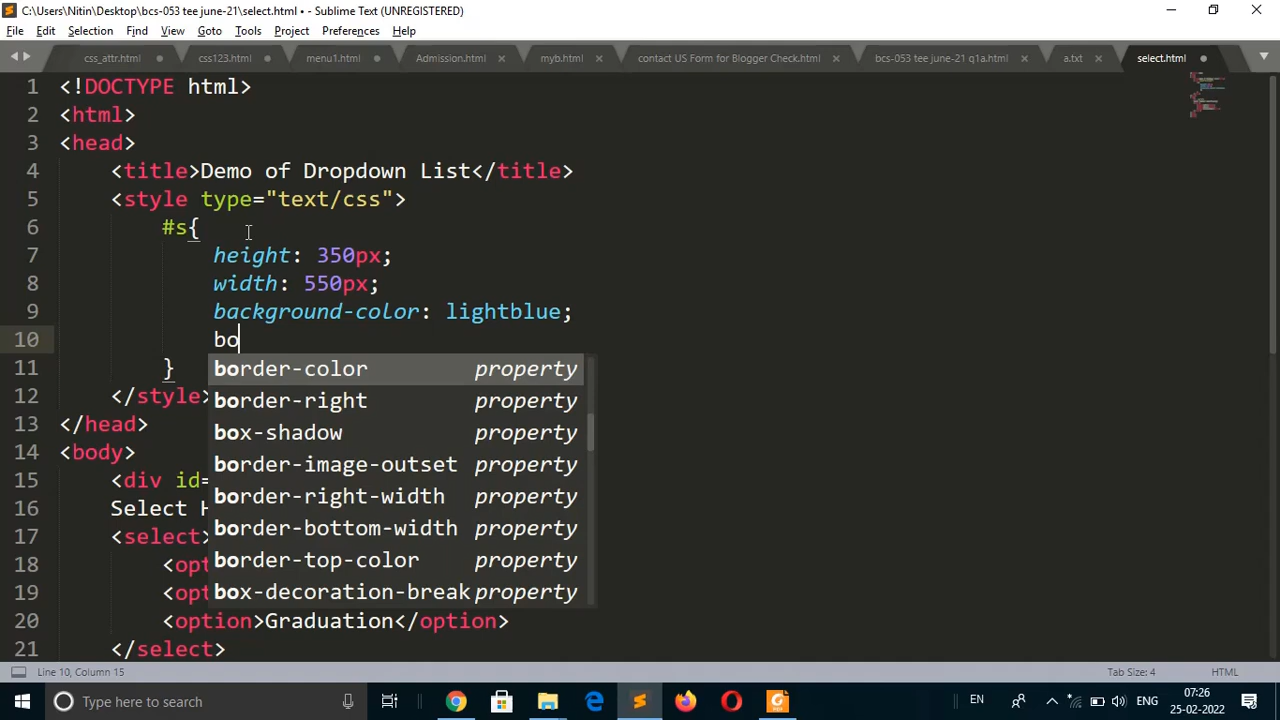 C:\Users\Nitin\Desktop\bcs-053 tee june-21\select.html • - Sublime Text (UNREGISTERED)
File Edit Selection Find View Goto Tools Project Preferences Help
css_attr.html css123.html menu1.html Admission.html myb.html contact US Form for Blogger Check.html bcs-053 tee june-21 q1a.html a.txt select.html
1 <!DOCTYPE html>
2 <html>
3 <head>
4 <title>Demo of Dropdown List</title>
5 <style type="text/css">
6 #s{
7 height: 350px;
8 width: 550px;
9 background-color: lightblue;
10 bo
11 }
border-color property
12 </style>
border-right property
13 </head>
box-shadow property
14 <body>
border-image-outset property
15 <div id=
border-right-width property
16 Select H
border-bottom-width property
17 <select>
border-top-color property
18 <opt
box-decoration-break property
19 <opt
20 <option>Graduation</option>
21 </select>
Line 10, Column 15 Tab Size: 4 HTML
Type here to search
EN ENG 07:26
25-02-2022